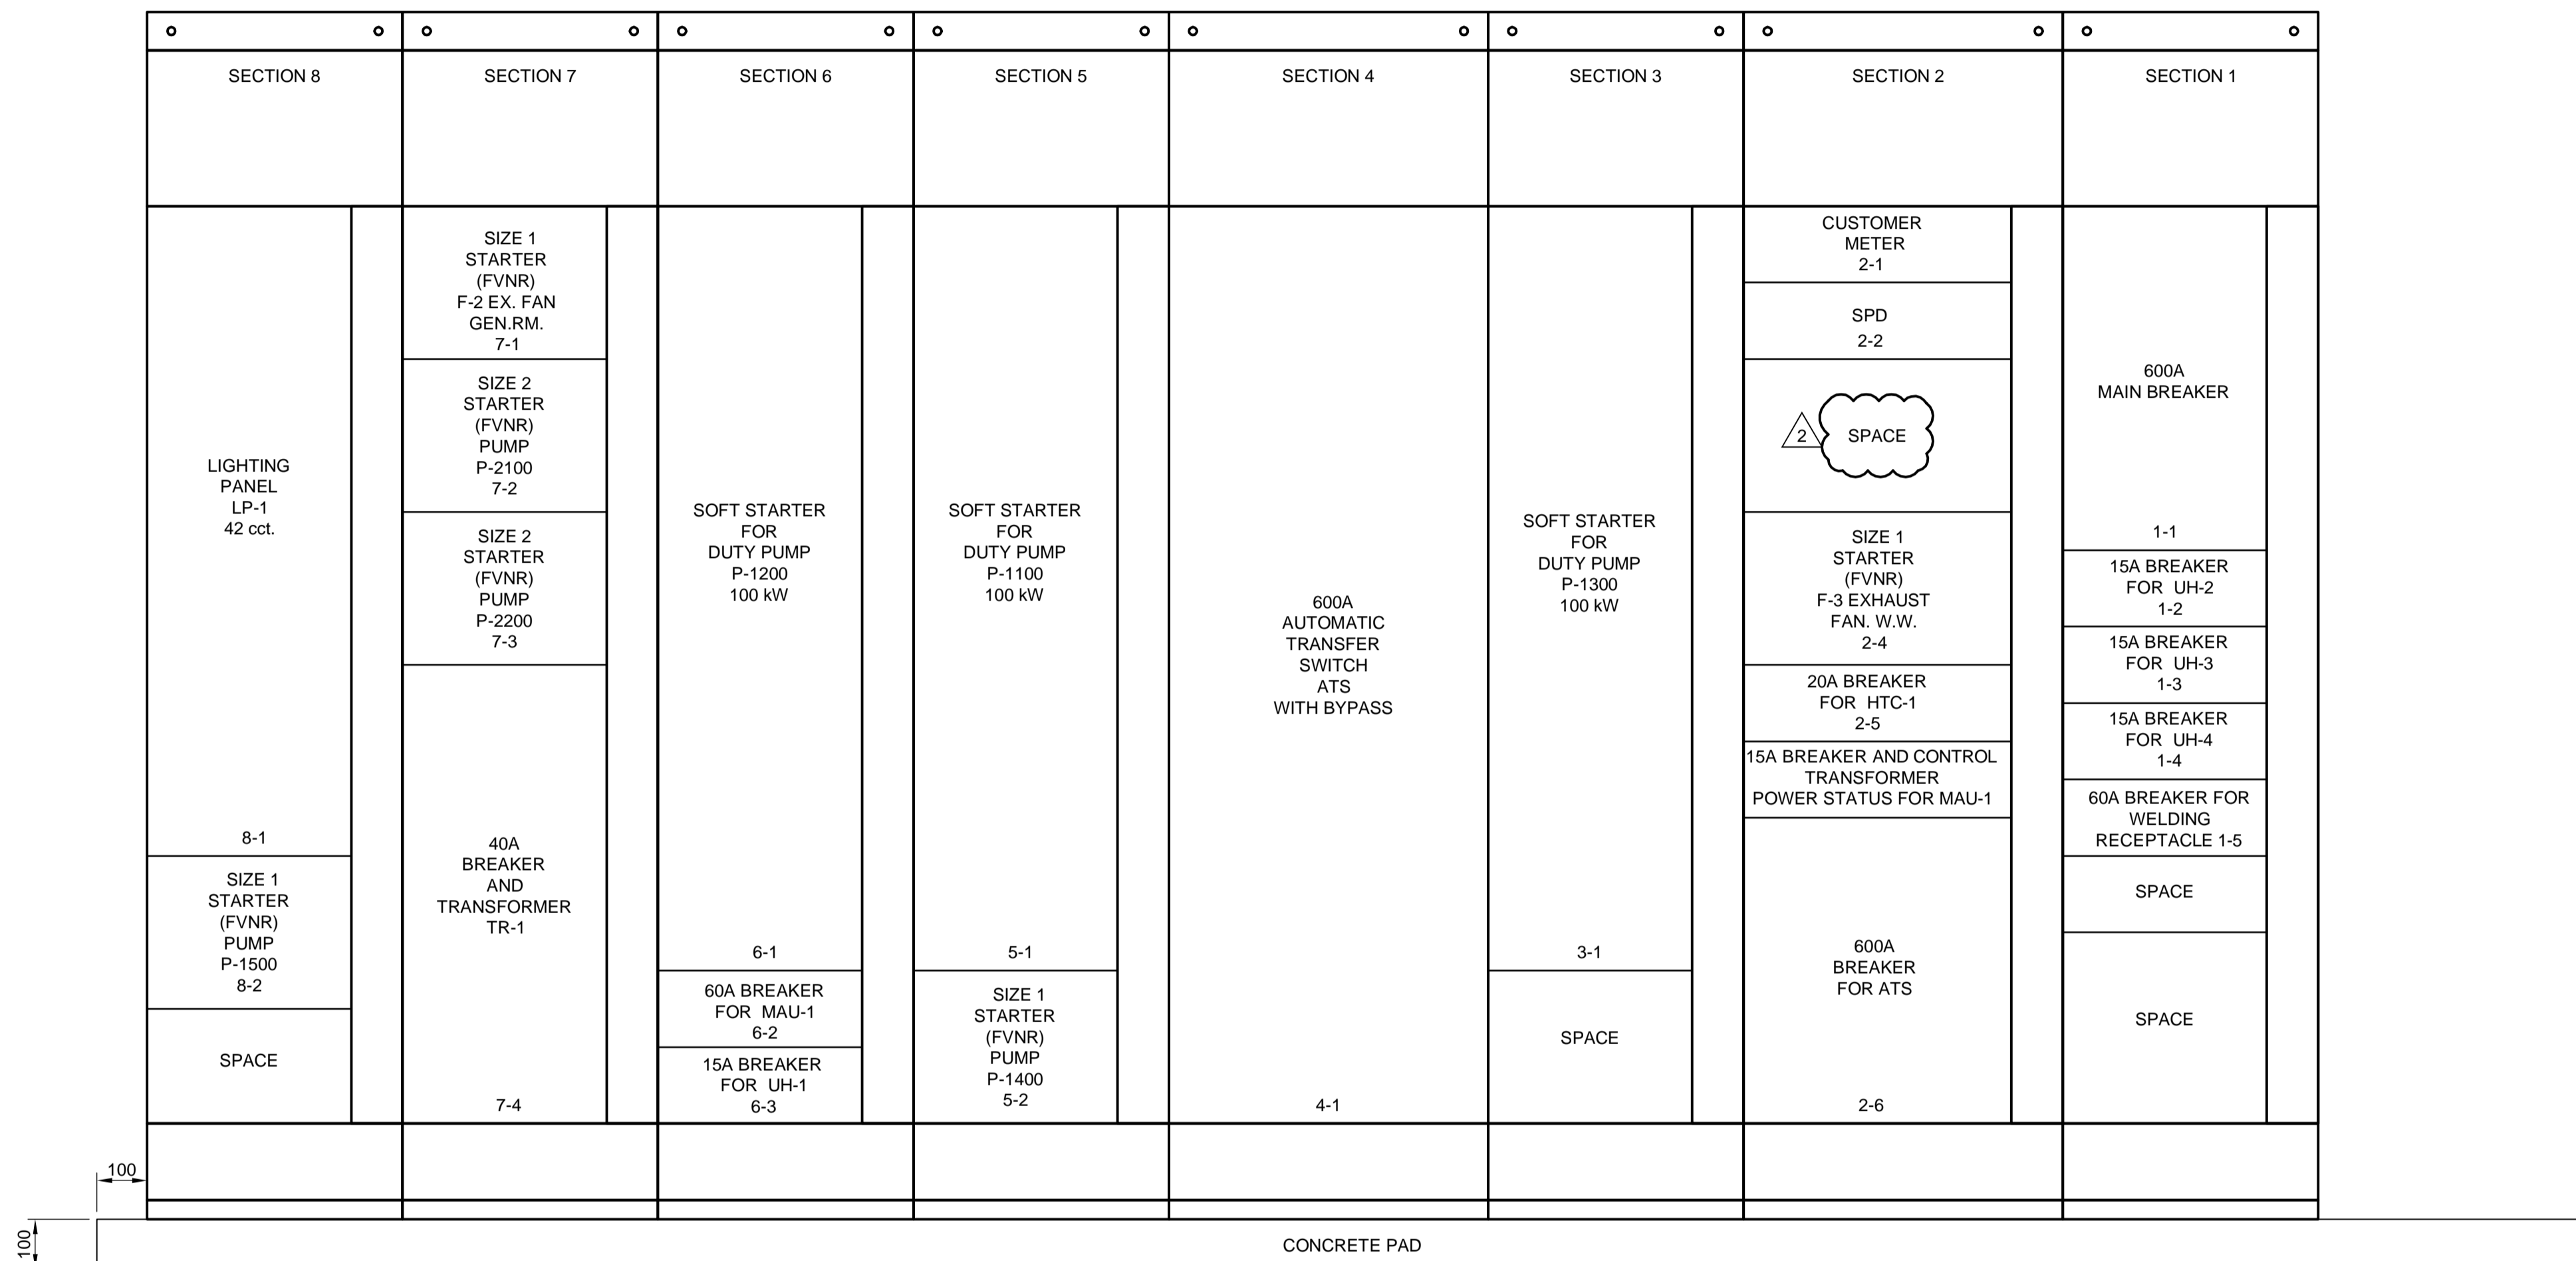 SECTION 8
SECTION 7
SECTION 6
SECTION 5
SECTION 4
SECTION 3
SECTION 2
SECTION 1
LIGHTING
PANEL
LP-1
42 cct.
8-1
SIZE 1
STARTER
(FVNR)
PUMP
P-1500
8-2
SPACE
SIZE 1
STARTER
(FVNR)
F-2 EX. FAN
GEN.RM.
7-1
SIZE 2
STARTER
(FVNR)
PUMP
P-2100
7-2
SIZE 2
STARTER
(FVNR)
PUMP
P-2200
7-3
40A
BREAKER
AND
TRANSFORMER
TR-1
7-4
SOFT STARTER
FOR
DUTY PUMP
P-1200
100 kW
6-1
60A BREAKER
FOR MAU-1
6-2
15A BREAKER
FOR UH-1
6-3
SOFT STARTER
FOR
DUTY PUMP
P-1100
100 kW
5-1
SIZE 1
STARTER
(FVNR)
PUMP
P-1400
5-2
600A
AUTOMATIC
TRANSFER
SWITCH
ATS
WITH BYPASS
4-1
SOFT STARTER
FOR
DUTY PUMP
P-1300
100 kW
3-1
SPACE
CUSTOMER
METER
2-1
SPD
2-2
2 SPACE
SIZE 1
STARTER
(FVNR)
F-3 EXHAUST
FAN. W.W.
2-4
20A BREAKER
FOR HTC-1
2-5
15A BREAKER AND CONTROL
TRANSFORMER
POWER STATUS FOR MAU-1
600A
BREAKER
FOR ATS
2-6
600A
MAIN BREAKER
1-1
15A BREAKER
FOR UH-2
1-2
15A BREAKER
FOR UH-3
1-3
15A BREAKER
FOR UH-4
1-4
60A BREAKER FOR
WELDING
RECEPTACLE 1-5
SPACE
SPACE
100
100
CONCRETE PAD